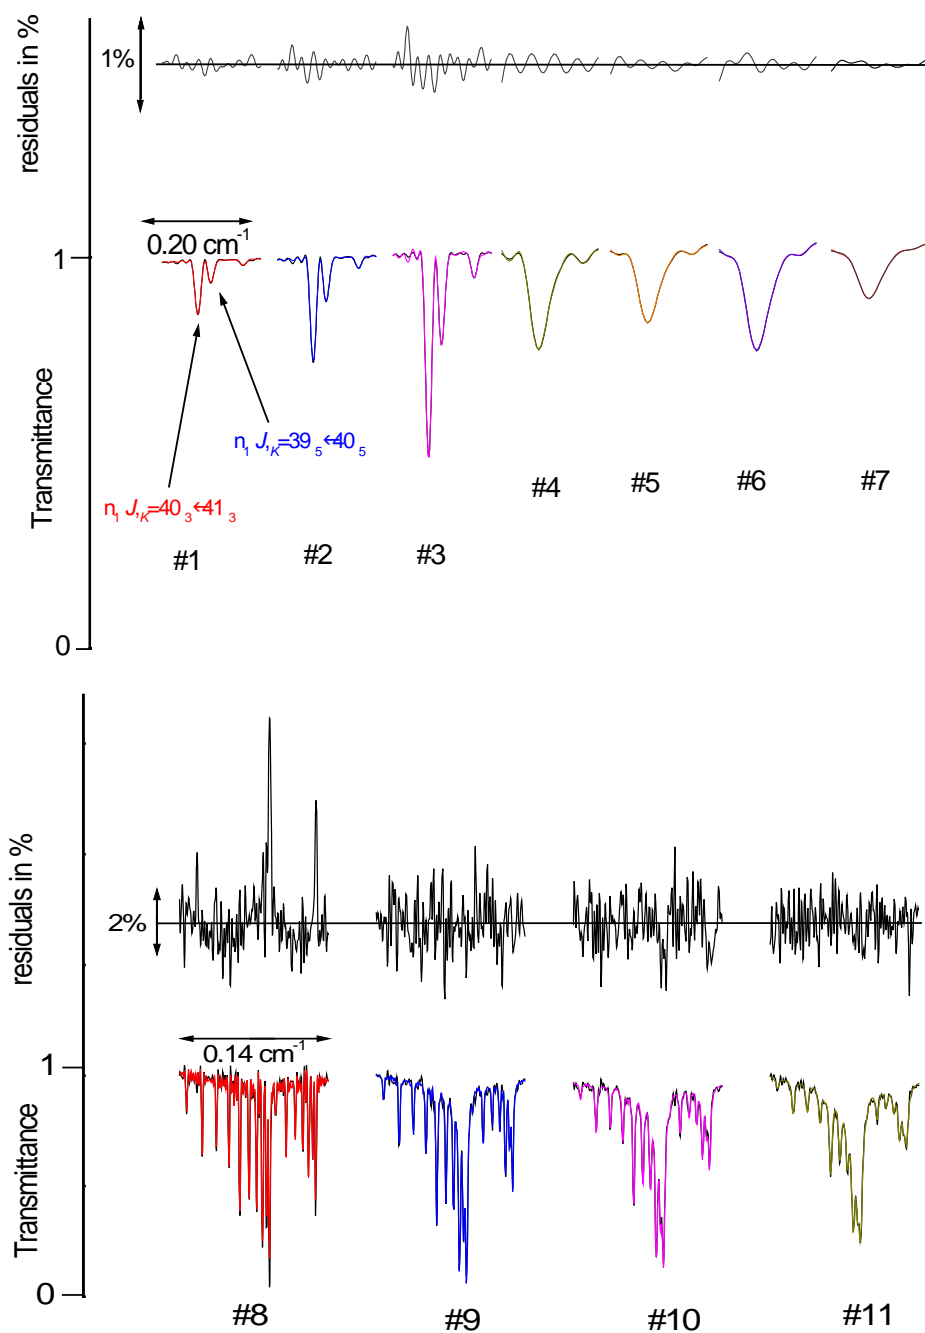 residuals in %
1%
1
0.20 cm-1
Transmittance
n1 J,K=39 5←40 5
n1 J,K=40 3←41 3
#4
#5
#6
#7
#1
#2
#3
0
residuals in %
2%
1
0.14 cm-1
Transmittance
0
#8
#9
#10
#11